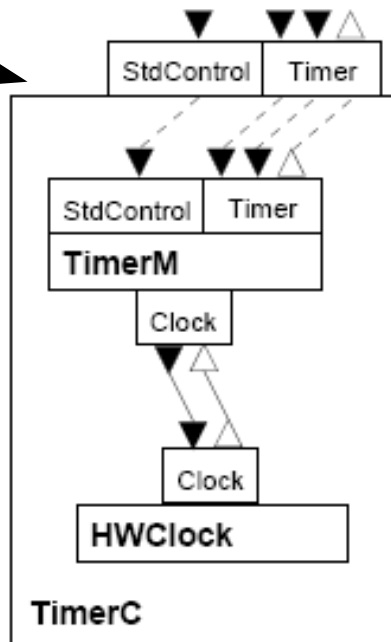 StdControl Timer
StdControl Timer
TimerM
Clock
Clock
HWClock
TimerC